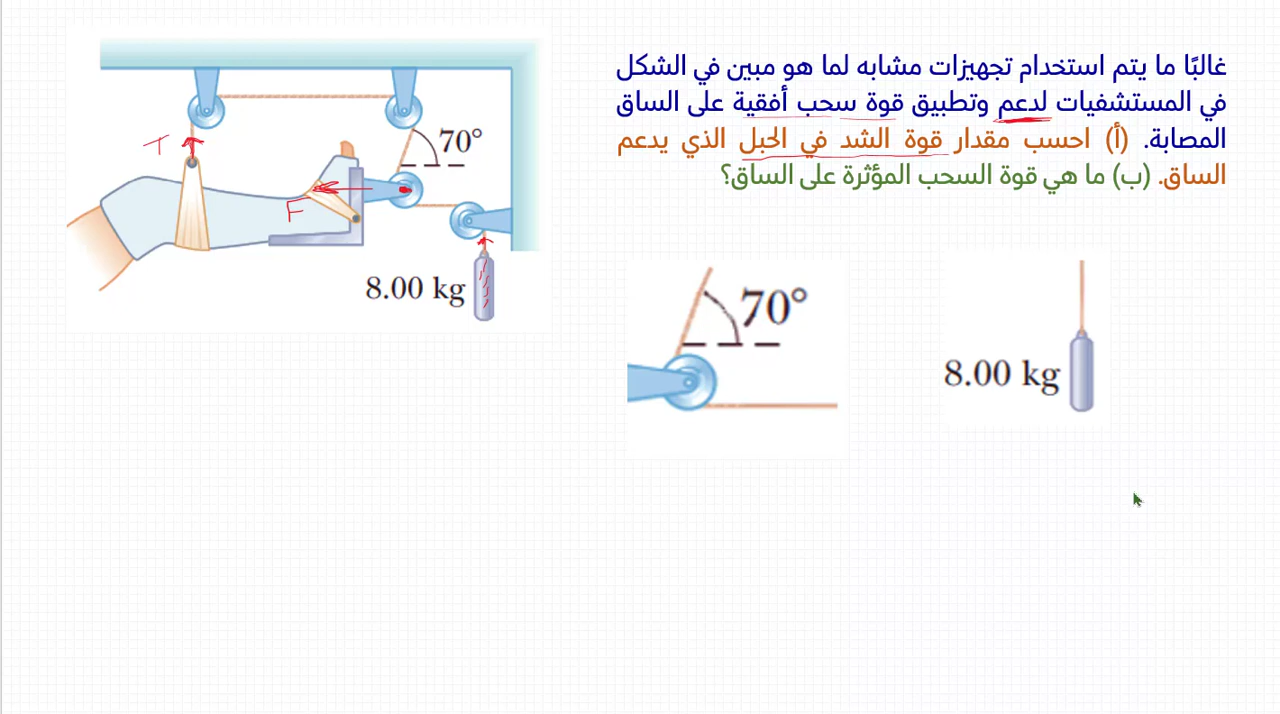 غالبًا ما يتم استخدام تجهيزات مشابه لما هو مبين في الشكل
في المستشفيات لدعم وتطبيق قوة سحب أفقية على الساق
المصابة. (أ) احسب مقدار قوة الشد في الحبل الذي يدعم
الساق. (ب) ما هي قوة السحب المؤثرة على الساق؟
70°
T
F
8.00 kg
70°
8.00 kg